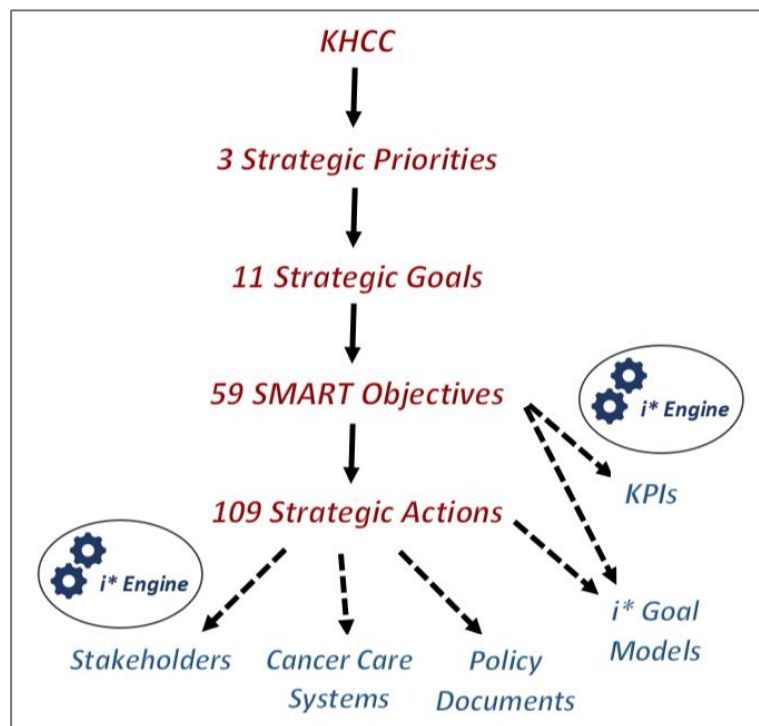 KHCC
3 Strategic Priorities
11 Strategic Goals
59 SMART Objectives
i* Engine
KPIs
109 Strategic Actions
i* Engine
i* Goal
Models
Stakeholders
Cancer Care
Systems
Policy
Documents